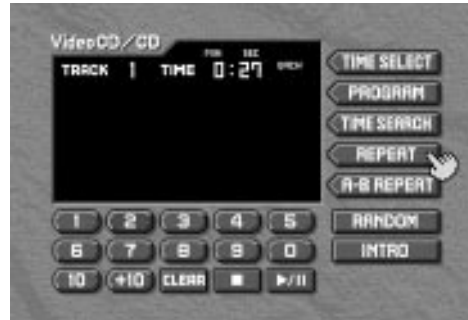 VideoCD/CD
MIN SEC
TRACK 1 TIME 0:27 EACH
TIME SELECT
PROGRAM
TIME SEARCH
REPEAT
A-B REPEAT
1 2 3 4 5 RANDOM
6 7 8 9 0 INTRO
10 +10 CLEAR ■ ▶/II